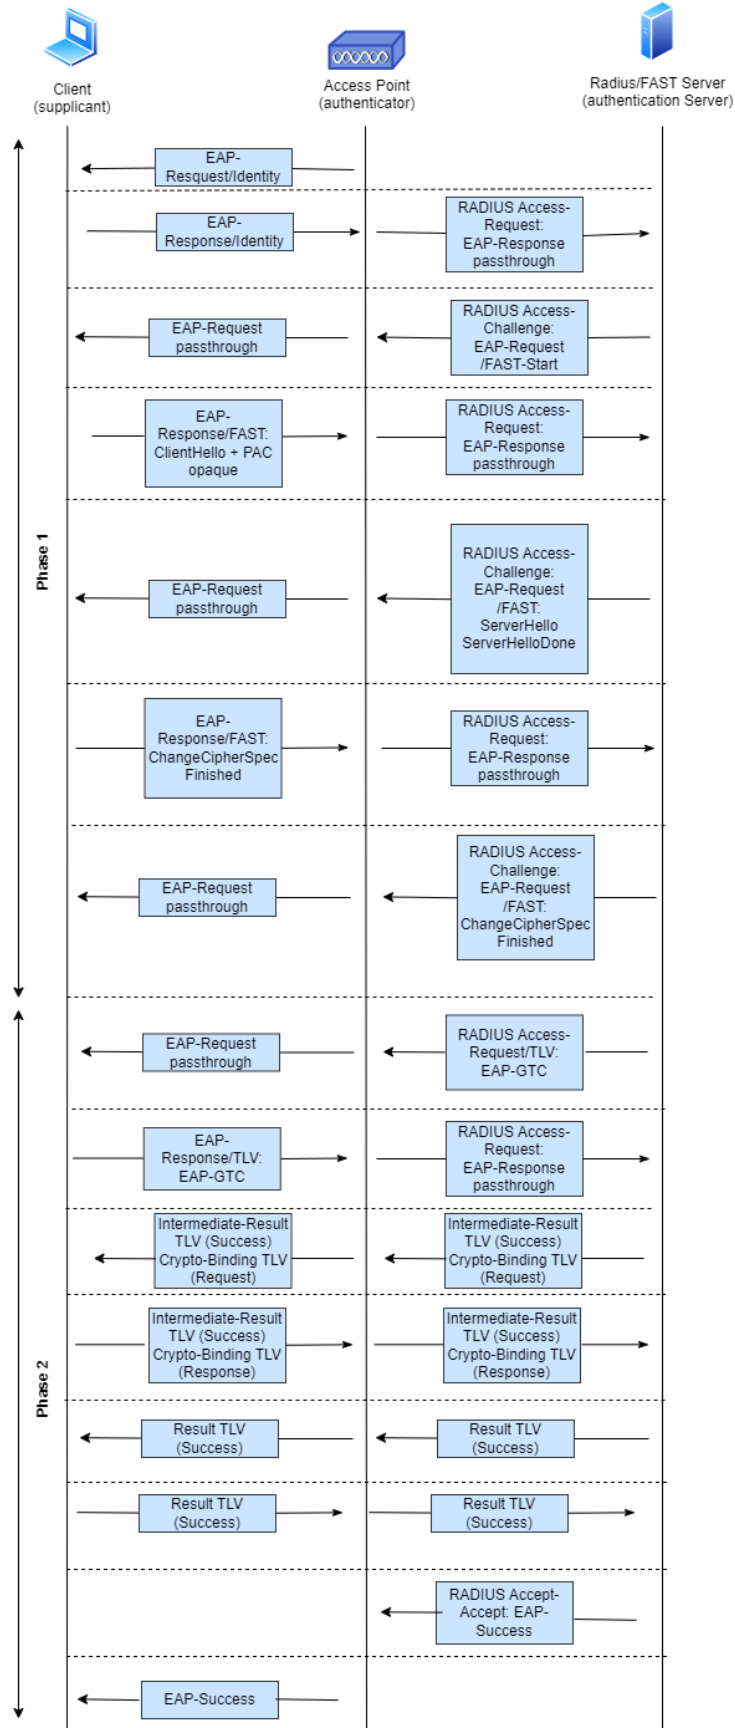 Client
(supplicant)
Access Point
(authenticator)
Radius/FAST Server
(authentication Server)
Phase 1
EAP-
Resquest/Identity
EAP-
Response/Identity
RADIUS Access-
Request:
EAP-Response
passthrough
EAP-Request
passthrough
RADIUS Access-
Challenge:
EAP-Request
/FAST-Start
EAP-
Response/FAST:
ClientHello + PAC
opaque
RADIUS Access-
Request:
EAP-Response
passthrough
EAP-Request
passthrough
RADIUS Access-
Challenge:
EAP-Request
/FAST:
ServerHello
ServerHelloDone
EAP-
Response/FAST:
ChangeCipherSpec
Finished
RADIUS Access-
Request:
EAP-Response
passthrough
EAP-Request
passthrough
RADIUS Access-
Challenge:
EAP-Request
/FAST:
ChangeCipherSpec
Finished
Phase 2
EAP-Request
passthrough
RADIUS Access-
Request/TLV:
EAP-GTC
EAP-
Response/TLV:
EAP-GTC
RADIUS Access-
Request:
EAP-Response
passthrough
Intermediate-Result
TLV (Success)
Crypto-Binding TLV
(Request)
Intermediate-Result
TLV (Success)
Crypto-Binding TLV
(Request)
Intermediate-Result
TLV (Success)
Crypto-Binding TLV
(Response)
Intermediate-Result
TLV (Success)
Crypto-Binding TLV
(Response)
Result TLV
(Success)
Result TLV
(Success)
Result TLV
(Success)
Result TLV
(Success)
RADIUS Accept-
Accept: EAP-
Success
EAP-Success